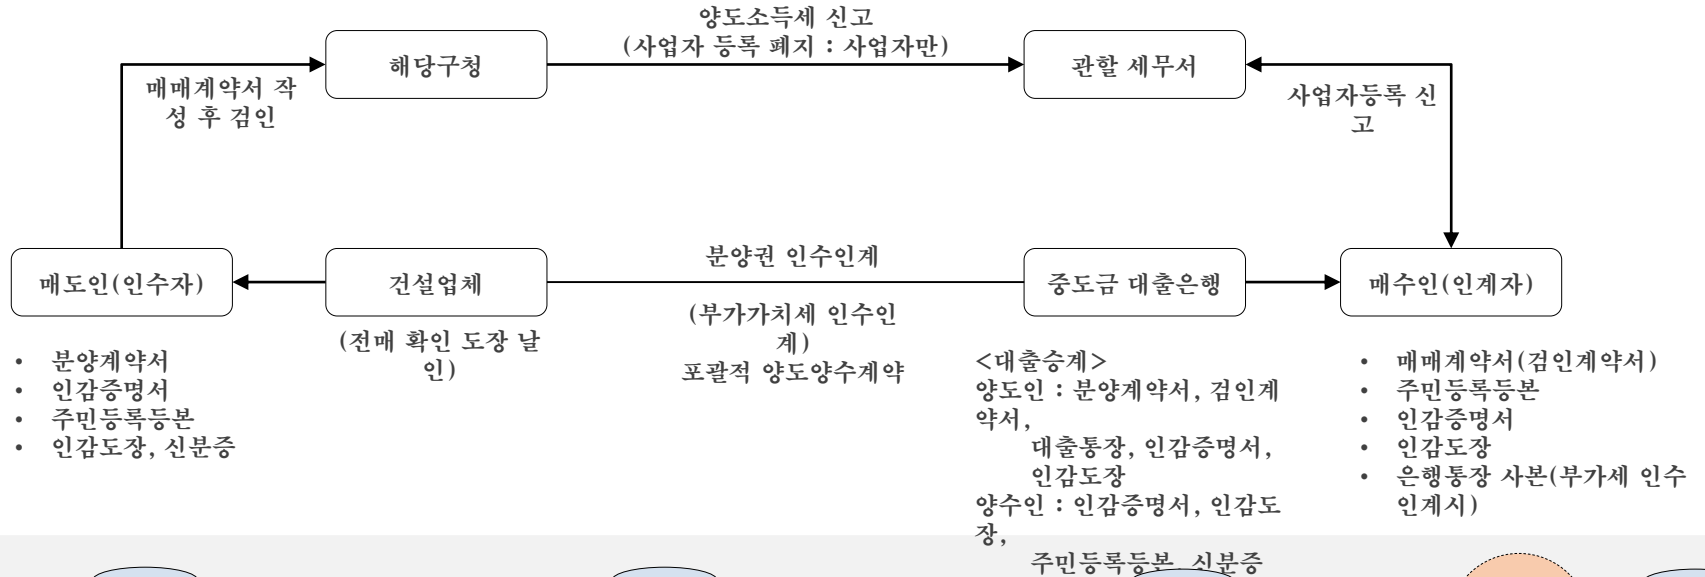 양도소득세 신고
(사업자 등록 폐지 : 사업자만)
해당구청
관할 세무서
매매계약서 작
성 후 검인
사업자등록 신
고
매도인(인수자)
건설업체
분양권 인수인계
중도금 대출은행
매수인(인계자)
(전매 확인 도장 날
인)
(부가가치세 인수인
계)
포괄적 양도양수계약
• 분양계약서
• 인감증명서
• 주민등록등본
• 인감도장, 신분증
<대출승계>
양도인 : 분양계약서, 검인계
약서,
대출통장, 인감증명서,
인감도장
양수인 : 인감증명서, 인감도
장,
주민등록등본, 신분증
• 매매계약서(검인계약서)
• 주민등록등본
• 인감증명서
• 인감도장
• 은행통장 사본(부가세 인수
인계시)